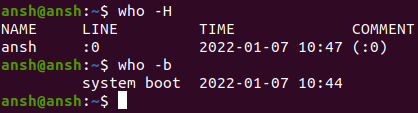 ansh@ansh:~$ who -H
NAME     LINE         TIME             COMMENT
ansh     :0           2022-01-07 10:47 (:0)
ansh@ansh:~$ who -b
         system boot  2022-01-07 10:44
ansh@ansh:~$